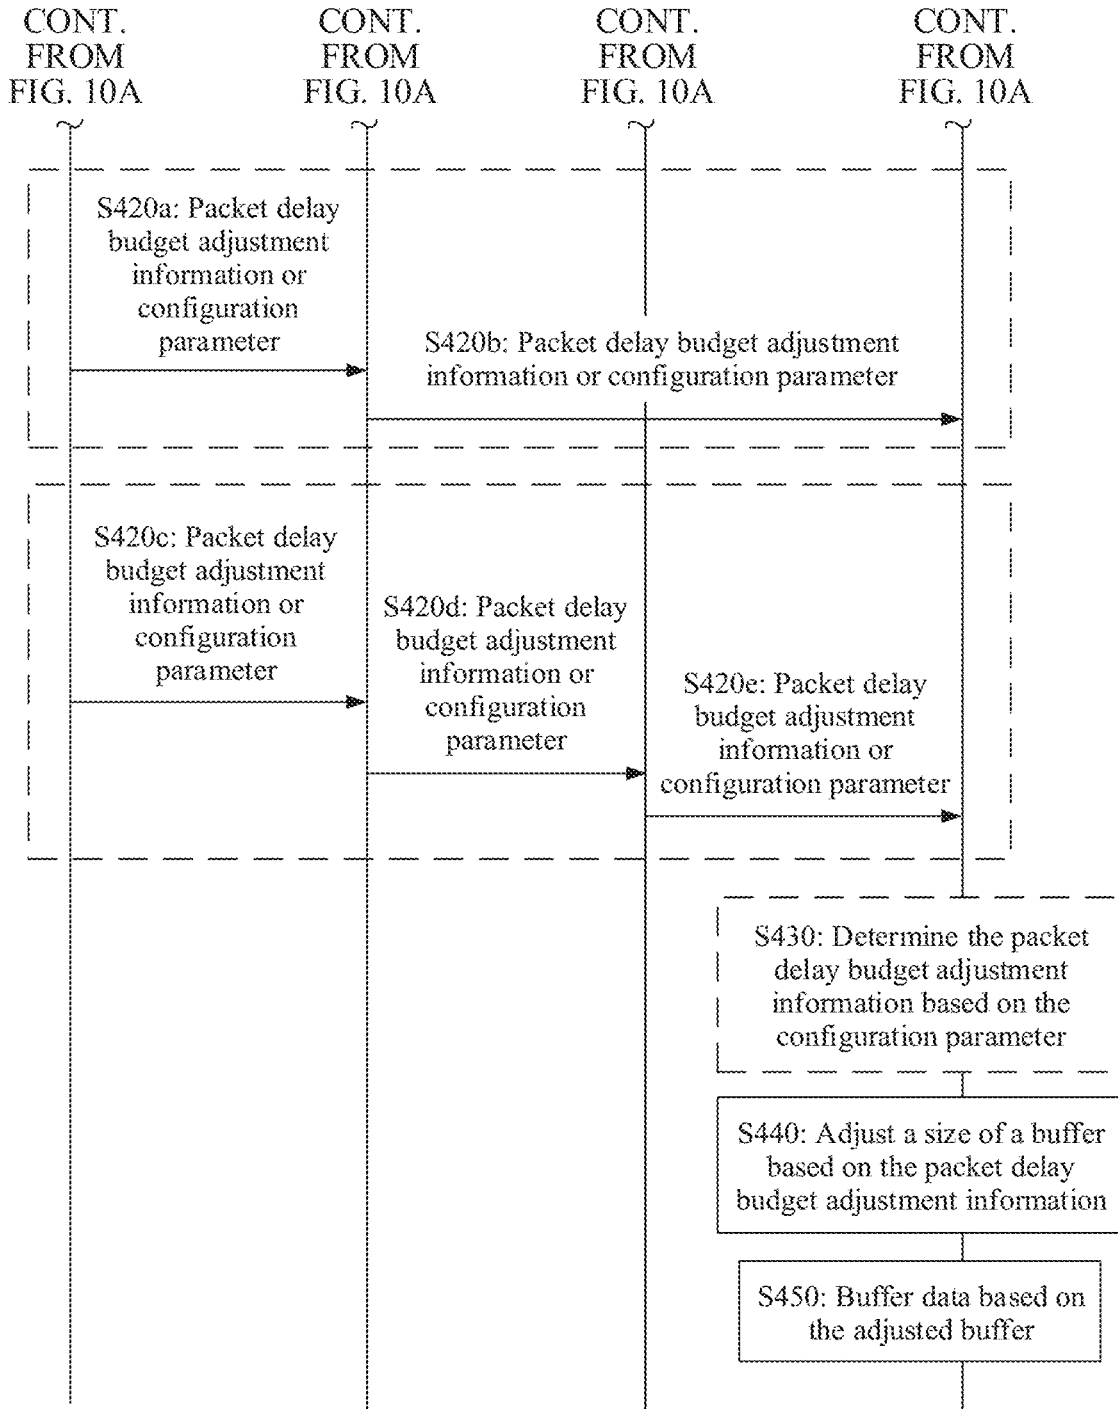 CONT.
FROM
FIG. 10A
CONT.
FROM
FIG. 10A
CONT.
FROM
FIG. 10A
CONT.
FROM
FIG. 10A
S420a: Packet delay
budget adjustment
information or
configuration
parameter
S420b: Packet delay budget adjustment
information or configuration parameter
S420c: Packet delay
budget adjustment
information or
configuration
parameter
S420d: Packet delay
budget adjustment
information or
configuration
parameter
S420e: Packet delay
budget adjustment
information or
configuration parameter
S430: Determine the packet
delay budget adjustment
information based on the
configuration parameter
S440: Adjust a size of a buffer
based on the packet delay
budget adjustment information
S450: Buffer data based on
the adjusted buffer